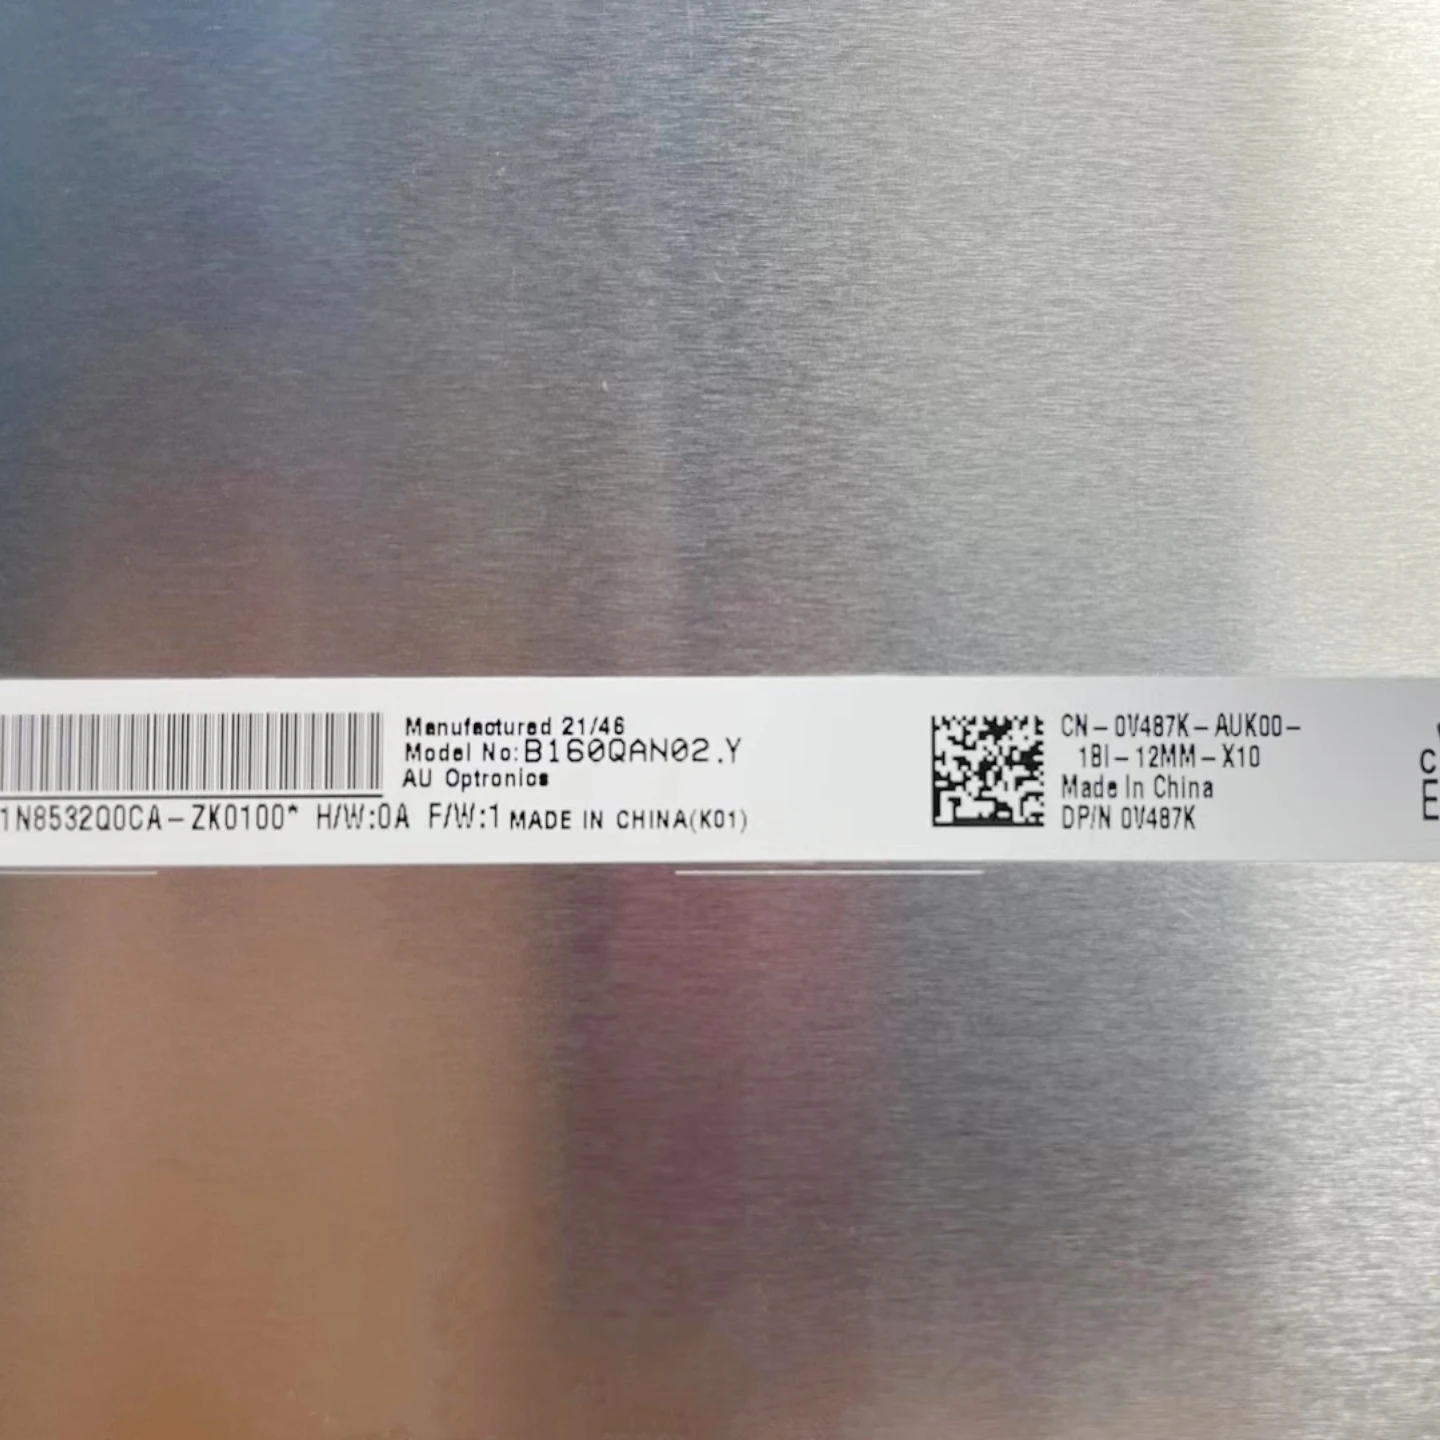 Manufactured 21/46
Model No:B160QAN02.Y
AU Optronics
1N8532Q0CA-ZK0100* H/W:0A F/W:1 MADE IN CHINA(K01)
CN-0V487K-AUK00-
1BI-12MM-X10
Made In China
DP/N 0V487K
C
E